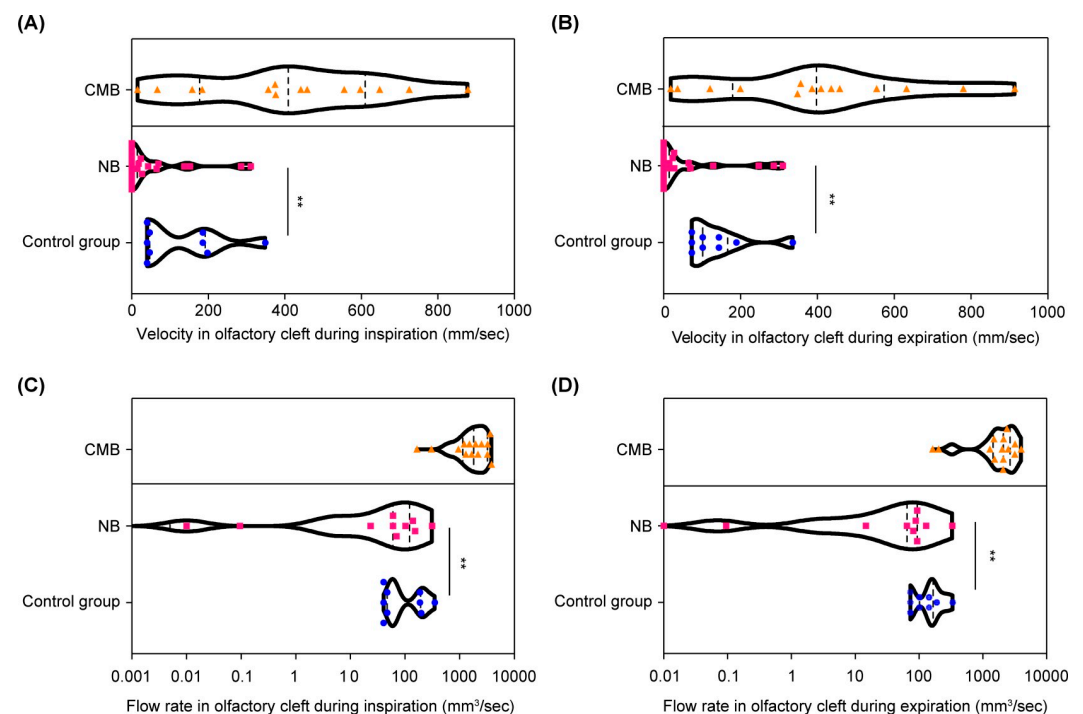 (A)
CMB
NB
Control group
**
0 200 400 600 800 1000
Velocity in olfactory cleft during inspiration (mm/sec)
(B)
CMB
NB
Control group
**
0 200 400 600 800 1000
Velocity in olfactory cleft during expiration (mm/sec)
(C)
CMB
NB
Control group
**
0.001 0.01 0.1 1 10 100 1000 10000
Flow rate in olfactory cleft during inspiration (mm³/sec)
(D)
CMB
NB
Control group
**
0.01 0.1 1 10 100 1000 10000
Flow rate in olfactory cleft during expiration (mm³/sec)